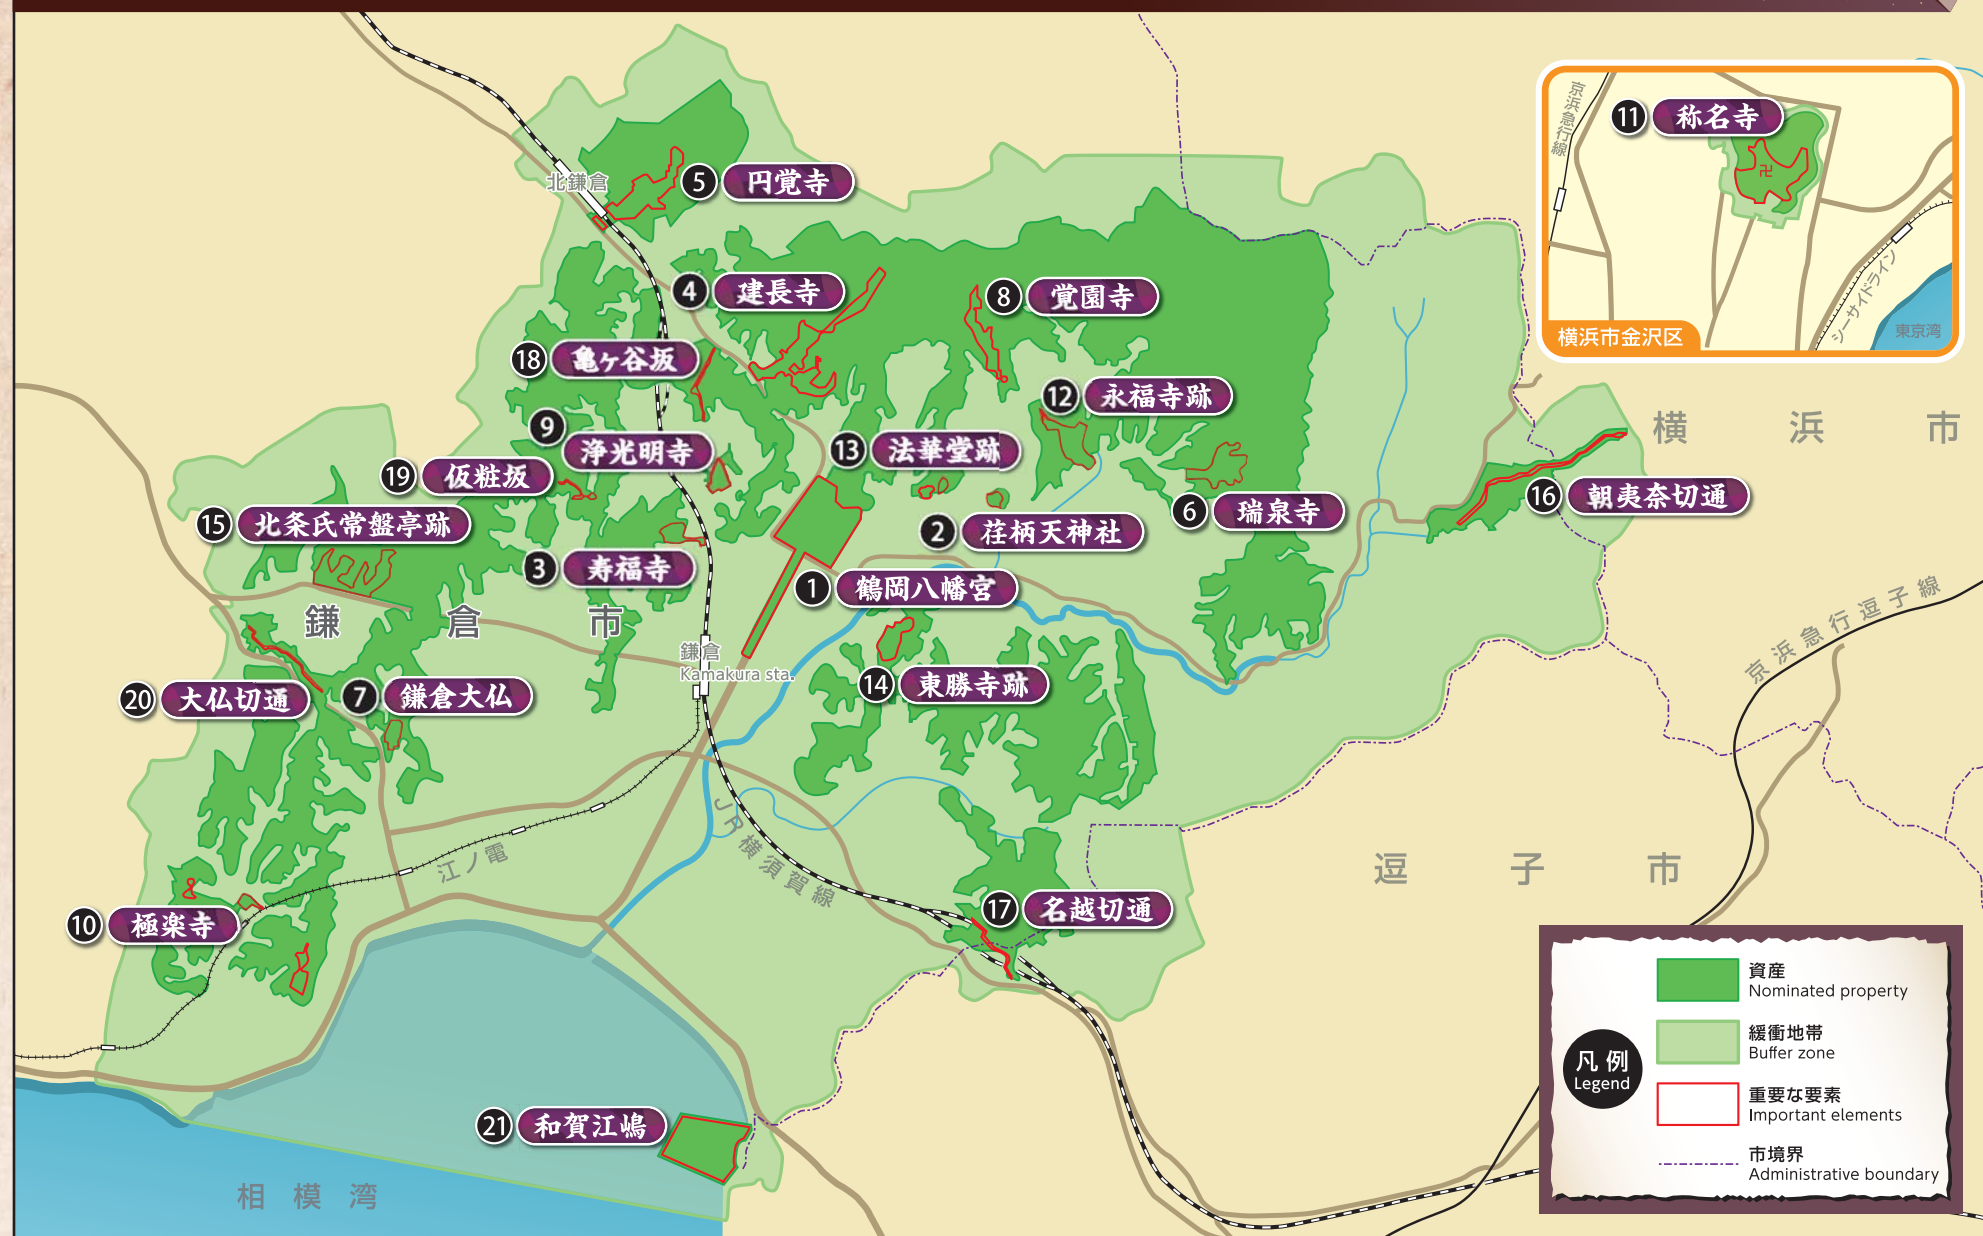 北鎌倉
5 円覚寺
4 建長寺
8 覚園寺
18 亀ヶ谷坂
12 永福寺跡
9 浄光明寺
13 法華堂跡
19 仮粧坂
15 北条氏常盤亭跡
3 寿福寺
2 荏柄天神社
6 瑞泉寺
16 朝夷奈切通
1 鶴岡八幡宮
鎌倉市
鎌倉
Kamakura sta.
20 大仏切通
7 鎌倉大仏
14 東勝寺跡
江ノ電
JR横須賀線
10 極楽寺
17 名越切通
21 和賀江嶋
相模湾
横浜市
京浜急行逗子線
逗子市
京浜急行線
11 称名寺
卍
シーサイドライン
東京湾
横浜市金沢区
凡例
Legend
資産
Nominated property
緩衝地帯
Buffer zone
重要な要素
Important elements
市境界
Administrative boundary